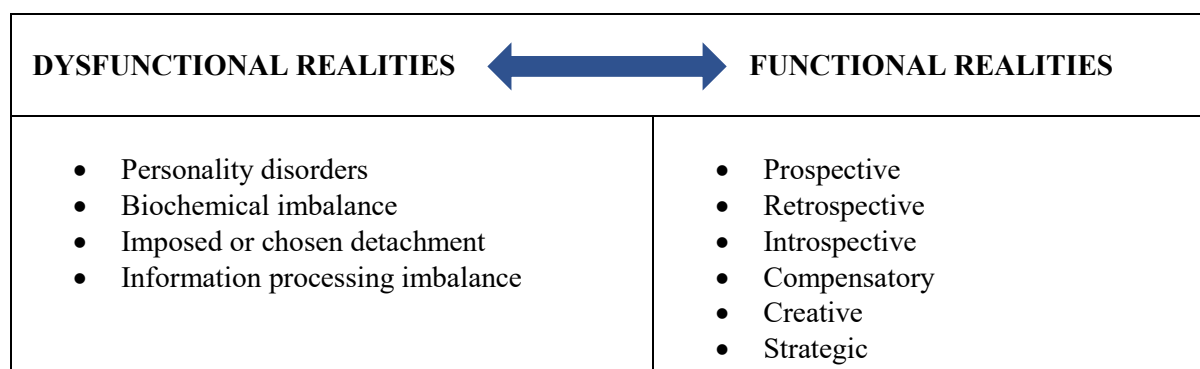 DYSFUNCTIONAL REALITIES FUNCTIONAL REALITIES
• Personality disorders
• Biochemical imbalance
• Imposed or chosen detachment
• Information processing imbalance
• Prospective
• Retrospective
• Introspective
• Compensatory
• Creative
• Strategic